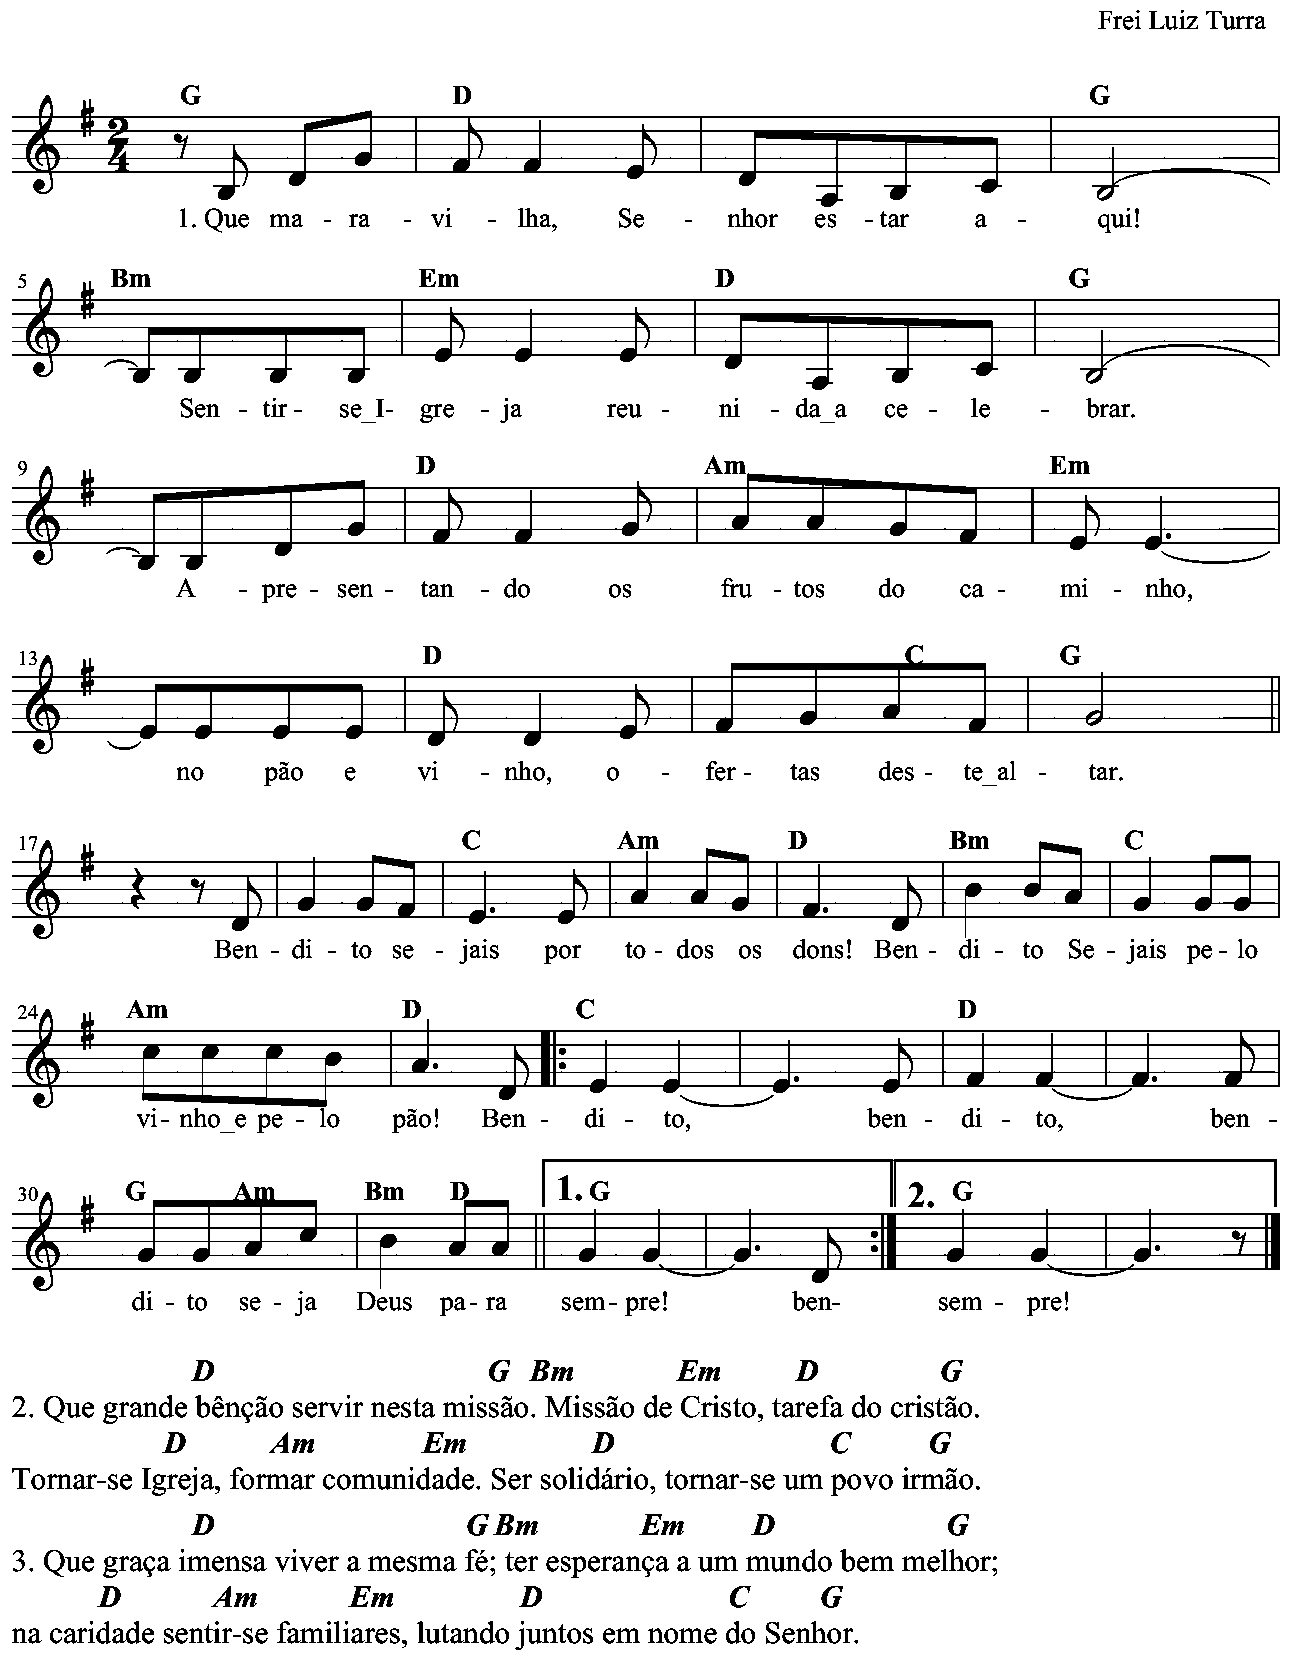 Frei Luiz Turra
G D G
2/4
1. Que ma - ra - vi - lha, Se - nhor es - tar a - qui!
5 Bm Em D G
Sen - tir - se_I- gre - ja reu - ni - da_a ce - le - brar.
9 D Am Em
A - pre - sen - tan - do os fru - tos do ca - mi - nho,
13 D C G
no pão e vi - nho, o - fer - tas des - te_al - tar.
17 C Am D Bm C
Ben - di - to se - jais por to - dos os dons! Ben - di - to Se - jais pe - lo
24 Am D C D
vi - nho_e pe - lo pão! Ben - di - to, ben - di - to, ben -
30 G Am Bm D 1. G 2. G
di - to se - ja Deus pa - ra sem - pre! ben- sem - pre!
D G Bm Em D G
2. Que grande bênção servir nesta missão. Missão de Cristo, tarefa do cristão.
D Am Em D C G
Tornar-se Igreja, formar comunidade. Ser solidário, tornar-se um povo irmão.
D G Bm Em D G
3. Que graça imensa viver a mesma fé; ter esperança a um mundo bem melhor;
D Am Em D C G
na caridade sentir-se familiares, lutando juntos em nome do Senhor.